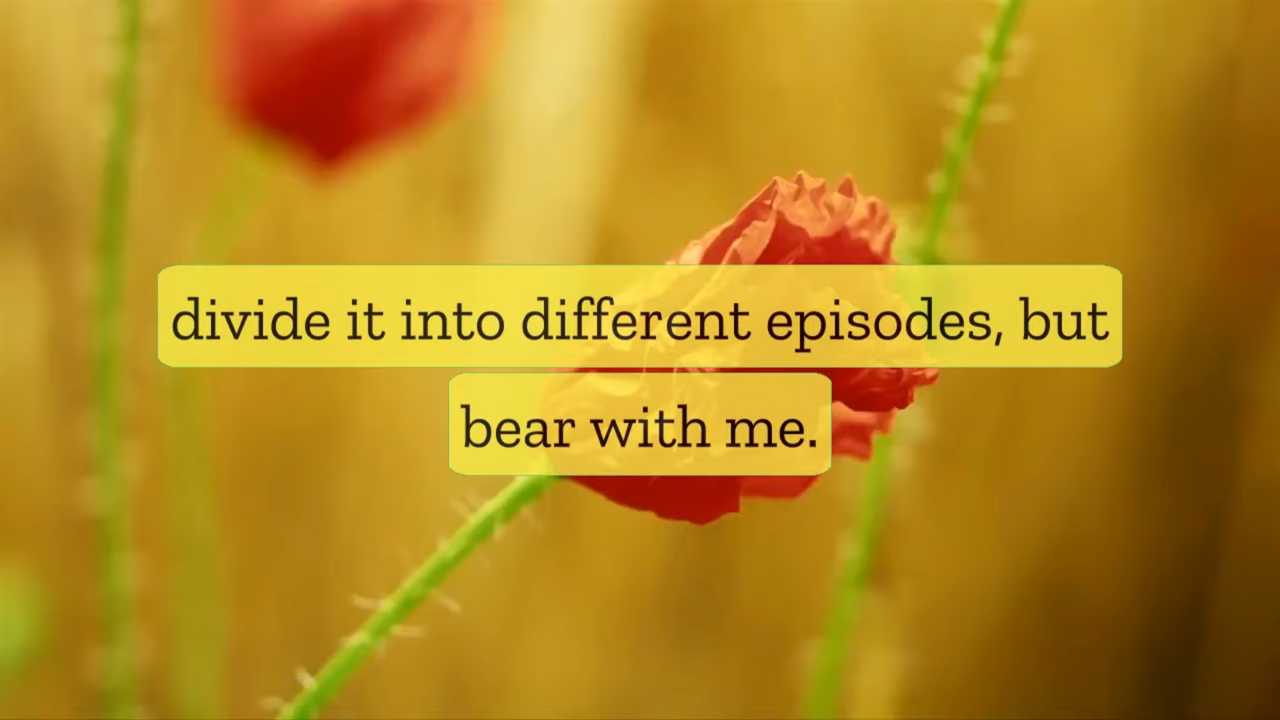 divide it into different episodes, but
bear with me.